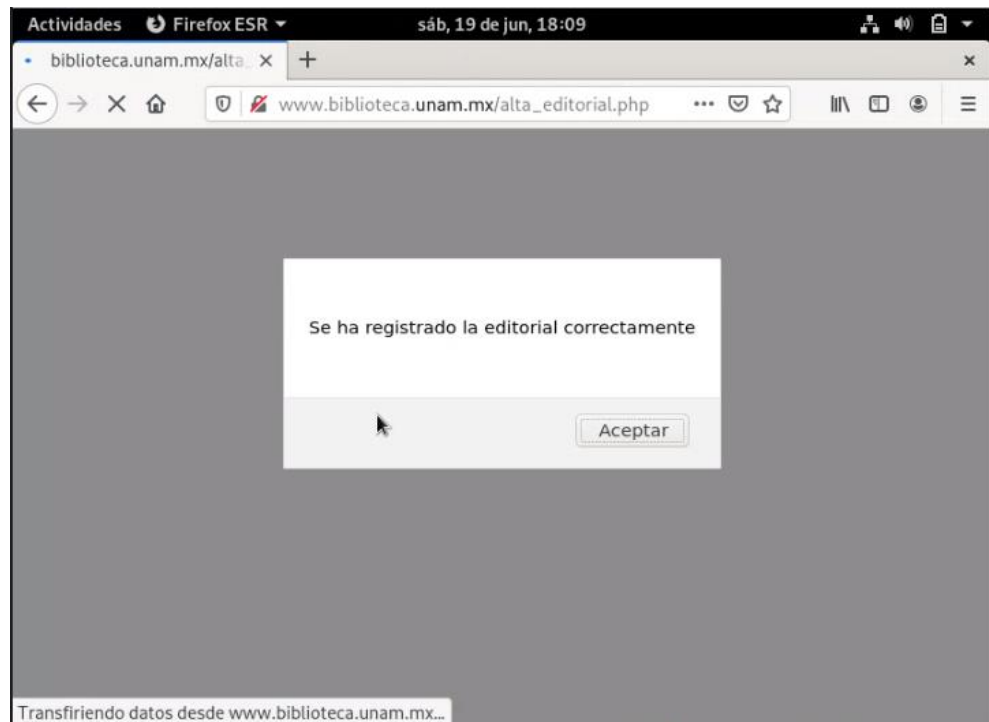 Actividades Firefox ESR sáb, 19 de jun, 18:09
biblioteca.unam.mx/alta_
www.biblioteca.unam.mx/alta_editorial.php
Se ha registrado la editorial correctamente
Aceptar
Transfiriendo datos desde www.biblioteca.unam.mx...